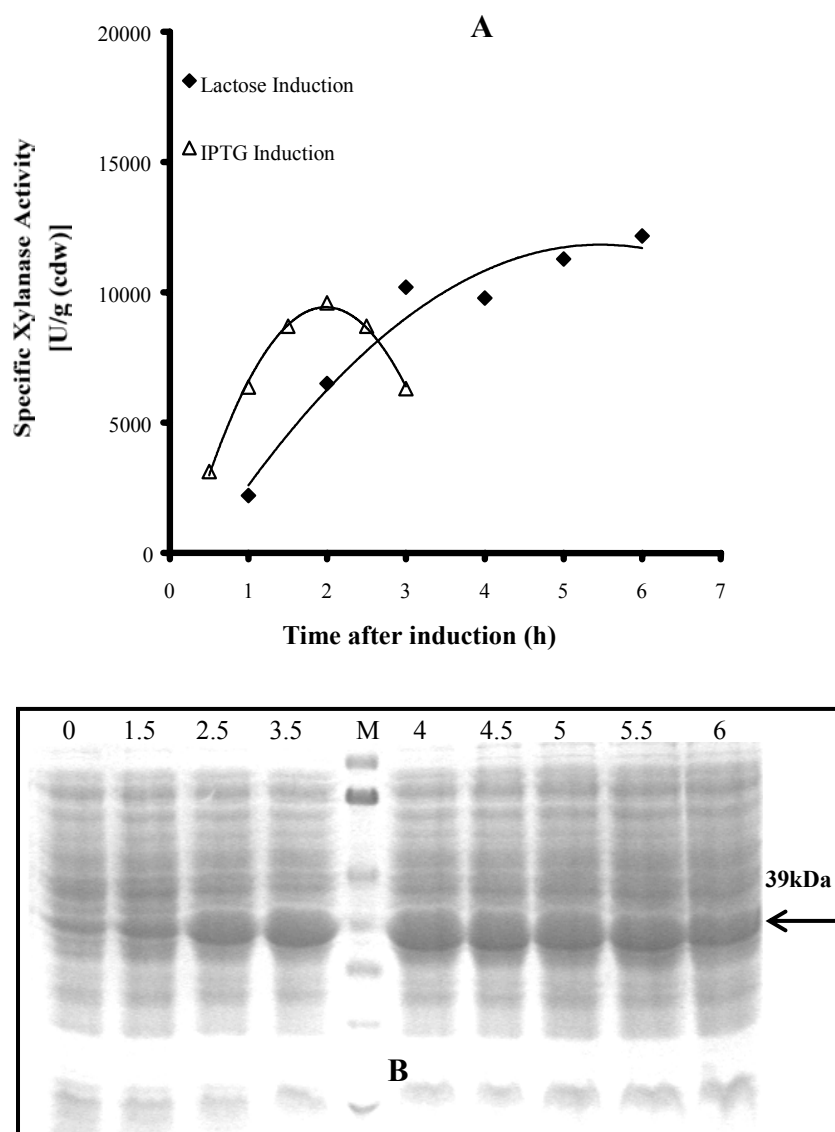 A
20000
Lactose Induction
15000
IPTG Induction
Specific Xylanase Activity
[U/g (cdw)]
10000
5000
0
0 1 2 3 4 5 6 7
Time after induction (h)
0 1.5 2.5 3.5 M 4 4.5 5 5.5 6
39kDa
B